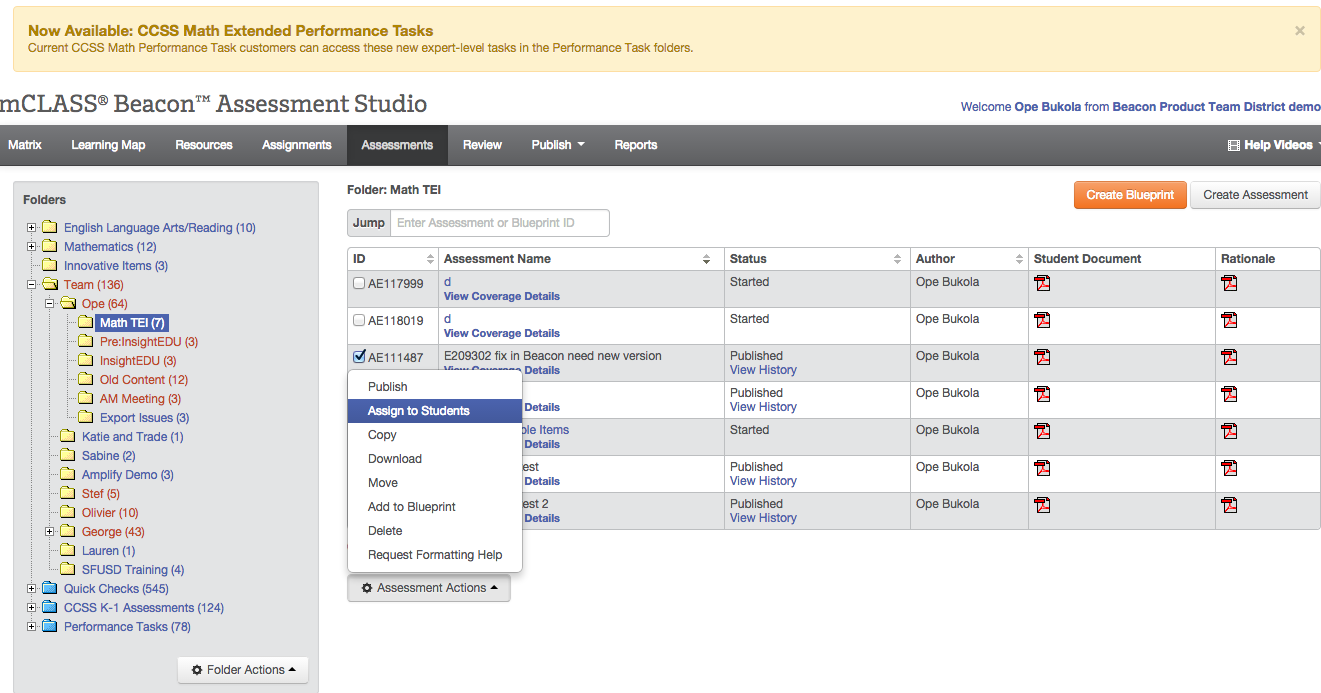 Now Available: CCSS Math Extended Performance Tasks
Current CCSS Math Performance Task customers can access these new expert-level tasks in the Performance Task folders.
×
mCLASS® Beacon™ Assessment Studio
Welcome Ope Bukola from Beacon Product Team District demo
Matrix Learning Map Resources Assignments Assessments Review Publish Reports Help Videos
Folders
English Language Arts/Reading (10)
Mathematics (12)
Innovative Items (3)
Team (136)
Ope (64)
Math TEI (7)
Pre:InsightEDU (3)
InsightEDU (3)
Old Content (12)
AM Meeting (3)
Export Issues (3)
Katie and Trade (1)
Sabine (2)
Amplify Demo (3)
Stef (5)
Olivier (10)
George (43)
Lauren (1)
SFUSD Training (4)
Quick Checks (545)
CCSS K-1 Assessments (124)
Performance Tasks (78)
Folder Actions
Folder: Math TEI
Create Blueprint Create Assessment
Jump Enter Assessment or Blueprint ID
ID Assessment Name Status Author Student Document Rationale
AE117999 d Started Ope Bukola
View Coverage Details
AE118019 d Started Ope Bukola
View Coverage Details
AE111487 E209302 fix in Beacon need new version Published Ope Bukola
View Coverage Details View History
Published Ope Bukola
Details View History
ble Items Started Ope Bukola
Details
est Published Ope Bukola
Details View History
est 2 Published Ope Bukola
Details View History
Publish
Assign to Students
Copy
Download
Move
Add to Blueprint
Delete
Request Formatting Help
Assessment Actions